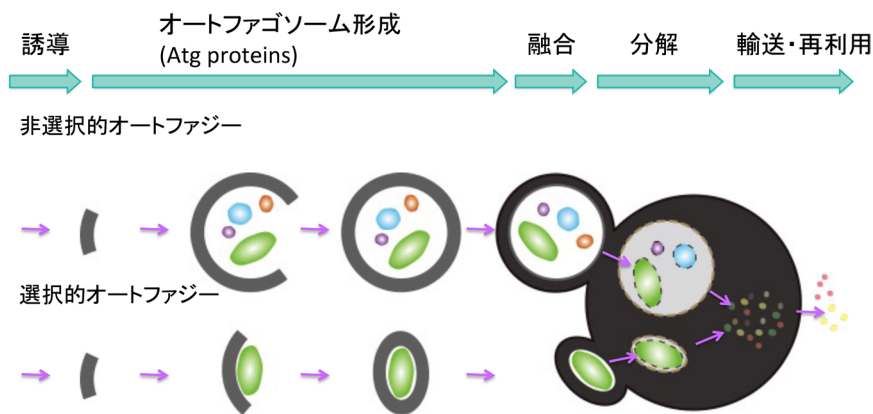 誘導
オートファゴソーム形成
(Atg proteins)
融合
分解
輸送・再利用
非選択的オートファジー
選択的オートファジー